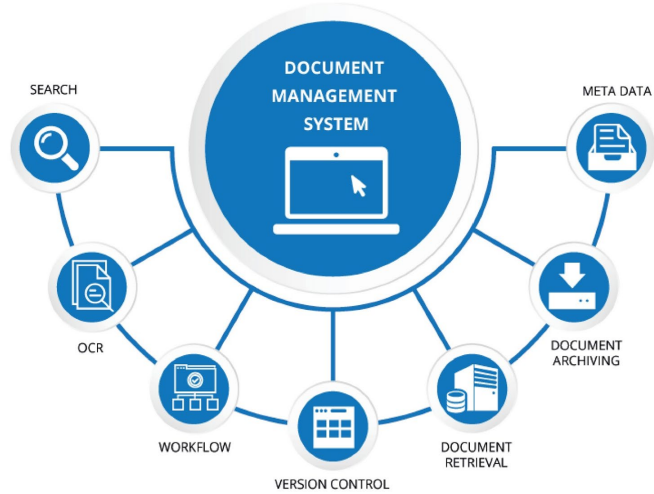 DOCUMENT
MANAGEMENT
SYSTEM
SEARCH
META DATA
OCR
DOCUMENT
ARCHIVING
WORKFLOW
DOCUMENT
RETRIEVAL
VERSION CONTROL